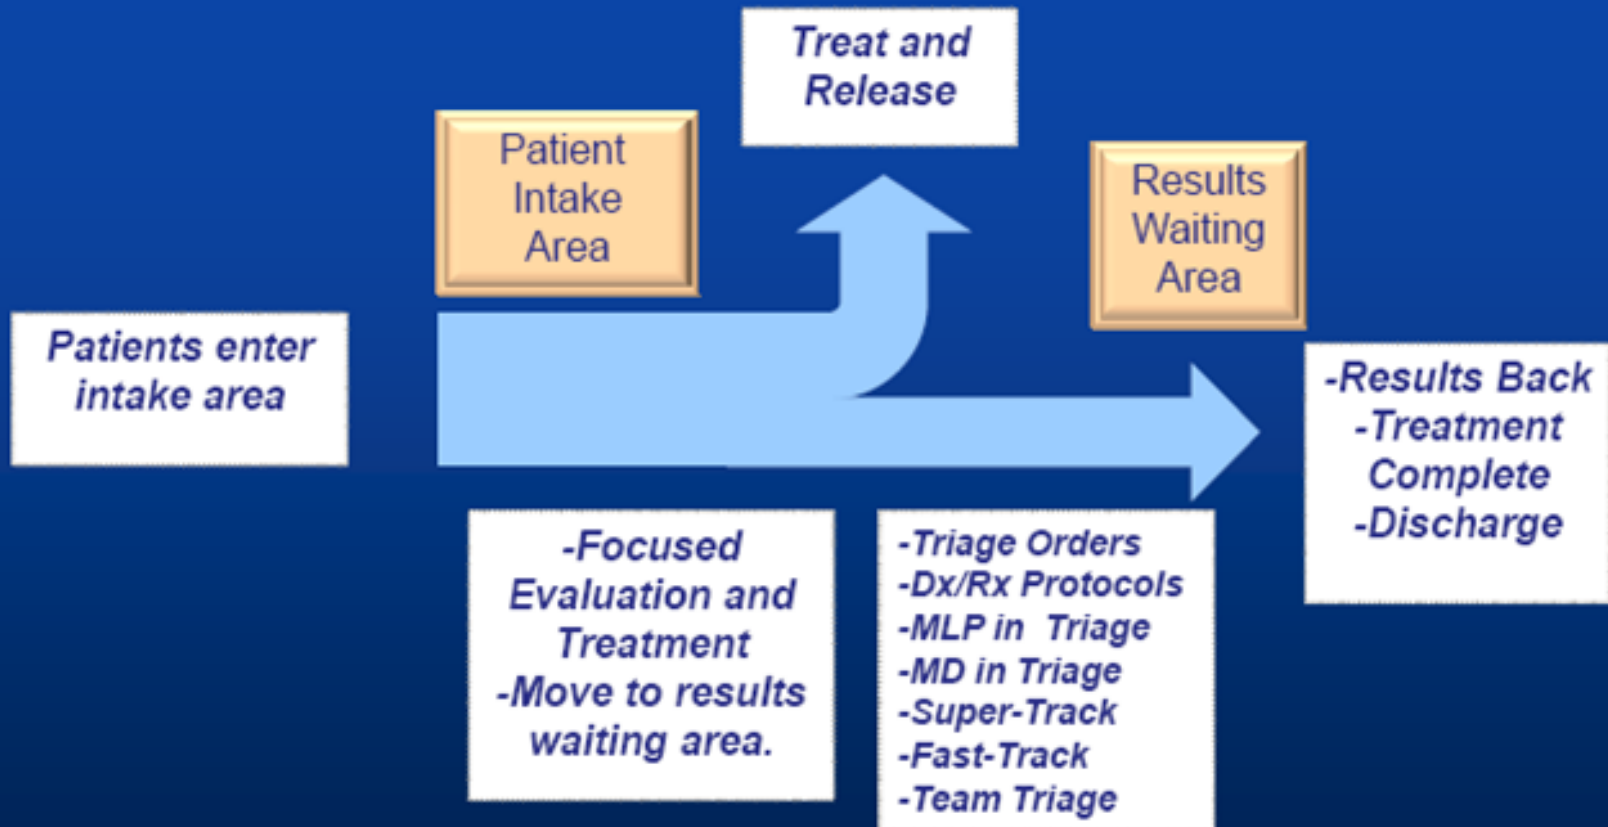 Treat and
Release
Patient
Intake
Area
Results
Waiting
Area
Patients enter
intake area
-Results Back
-Treatment
Complete
-Discharge
-Focused
Evaluation and
Treatment
-Move to results
waiting area.
-Triage Orders
-Dx/Rx Protocols
-MLP in Triage
-MD in Triage
-Super-Track
-Fast-Track
-Team Triage